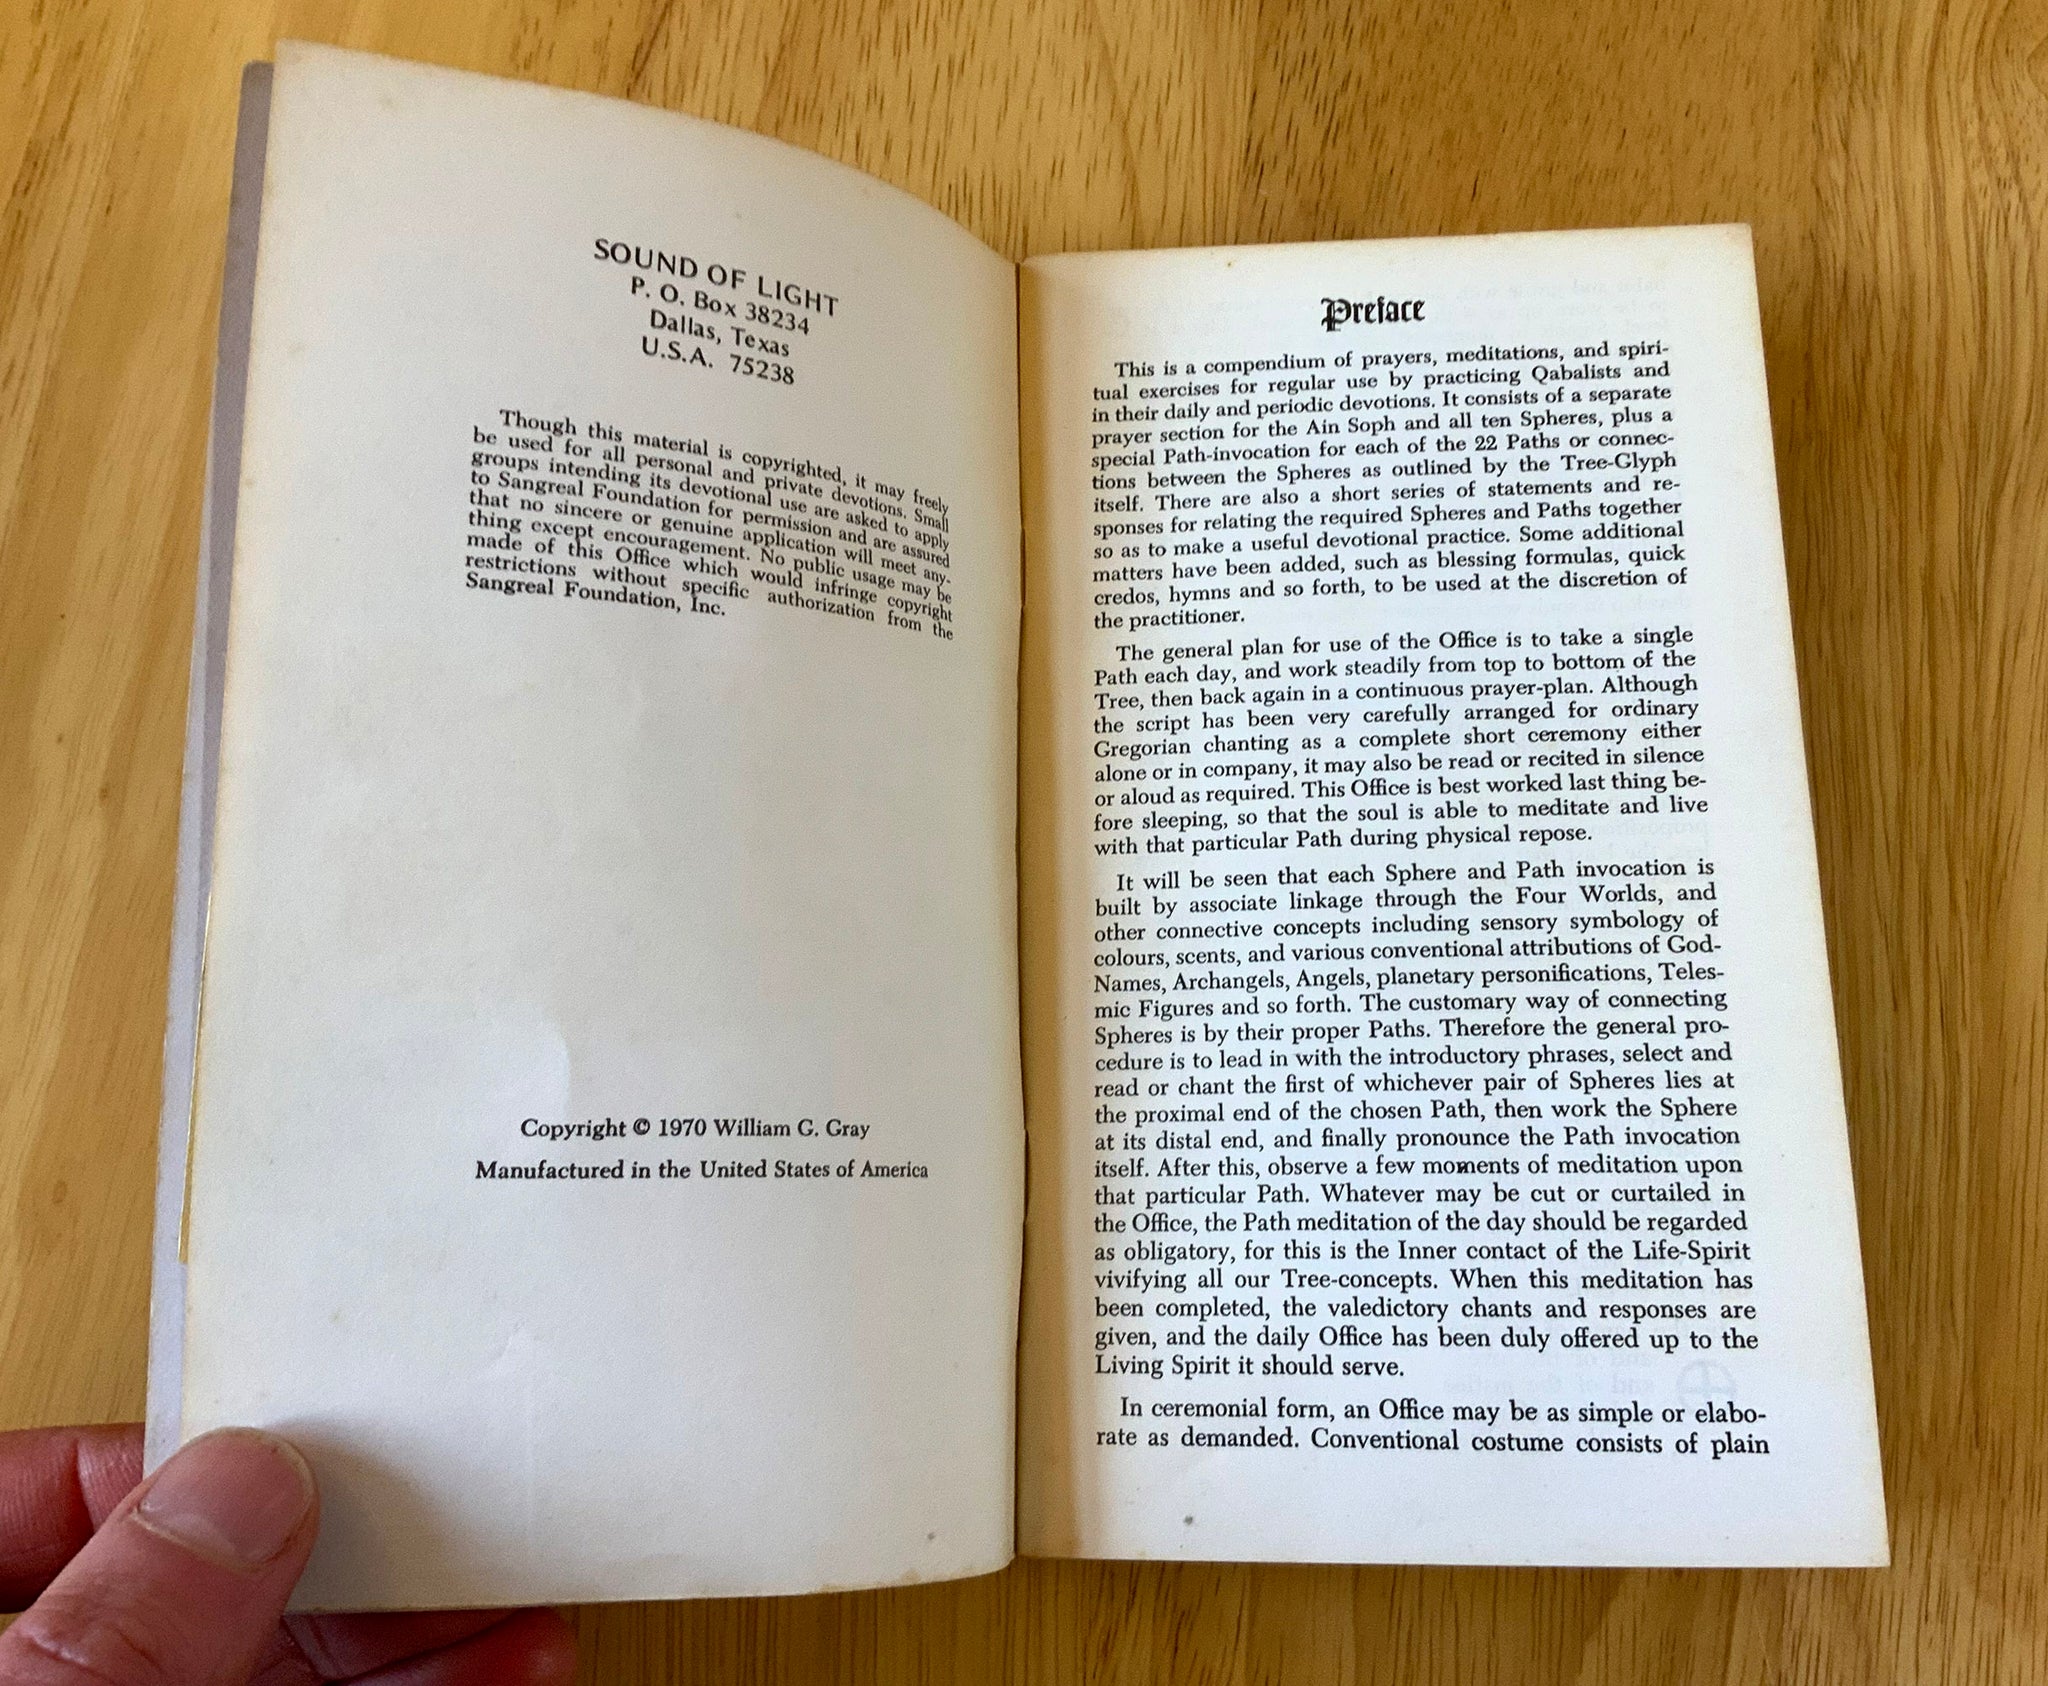 SOUND OF LIGHT
P. O. Box 38234
Dallas, Texas
U.S.A. 75238
Though this material is copyrighted, it may freely
be used for all personal and private devotions. Small
groups intending its devotional use are asked to apply
to Sangreal Foundation for permission and are assured
that no sincere or genuine application will meet any-
thing except encouragement. No public usage may be
made of this Office which would infringe copyright
restrictions without specific authorization from the
Sangreal Foundation, Inc.
Copyright © 1970 William G. Gray
Manufactured in the United States of America
Preface
This is a compendium of prayers, meditations, and spiri-
tual exercises for regular use by practicing Qabalists and
in their daily and periodic devotions. It consists of a separate
prayer section for the Ain Soph and all ten Spheres, plus a
special Path-invocation for each of the 22 Paths or connec-
tions between the Spheres as outlined by the Tree-Glyph
itself. There are also a short series of statements and re-
sponses for relating the required Spheres and Paths together
so as to make a useful devotional practice. Some additional
matters have been added, such as blessing formulas, quick
credos, hymns and so forth, to be used at the discretion of
the practitioner.
The general plan for use of the Office is to take a single
Path each day, and work steadily from top to bottom of the
Tree, then back again in a continuous prayer-plan. Although
the script has been very carefully arranged for ordinary
Gregorian chanting as a complete short ceremony either
alone or in company, it may also be read or recited in silence
or aloud as required. This Office is best worked last thing be-
fore sleeping, so that the soul is able to meditate and live
with that particular Path during physical repose.
It will be seen that each Sphere and Path invocation is
built by associate linkage through the Four Worlds, and
other connective concepts including sensory symbology of
colours, scents, and various conventional attributions of God-
Names, Archangels, Angels, planetary personifications, Teles-
mic Figures and so forth. The customary way of connecting
Spheres is by their proper Paths. Therefore the general pro-
cedure is to lead in with the introductory phrases, select and
read or chant the first of whichever pair of Spheres lies at
the proximal end of the chosen Path, then work the Sphere
at its distal end, and finally pronounce the Path invocation
itself. After this, observe a few moments of meditation upon
that particular Path. Whatever may be cut or curtailed in
the Office, the Path meditation of the day should be regarded
as obligatory, for this is the Inner contact of the Life-Spirit
vivifying all our Tree-concepts. When this meditation has
been completed, the valedictory chants and responses are
given, and the daily Office has been duly offered up to the
Living Spirit it should serve.
In ceremonial form, an Office may be as simple or elabo-
rate as demanded. Conventional costume consists of plain